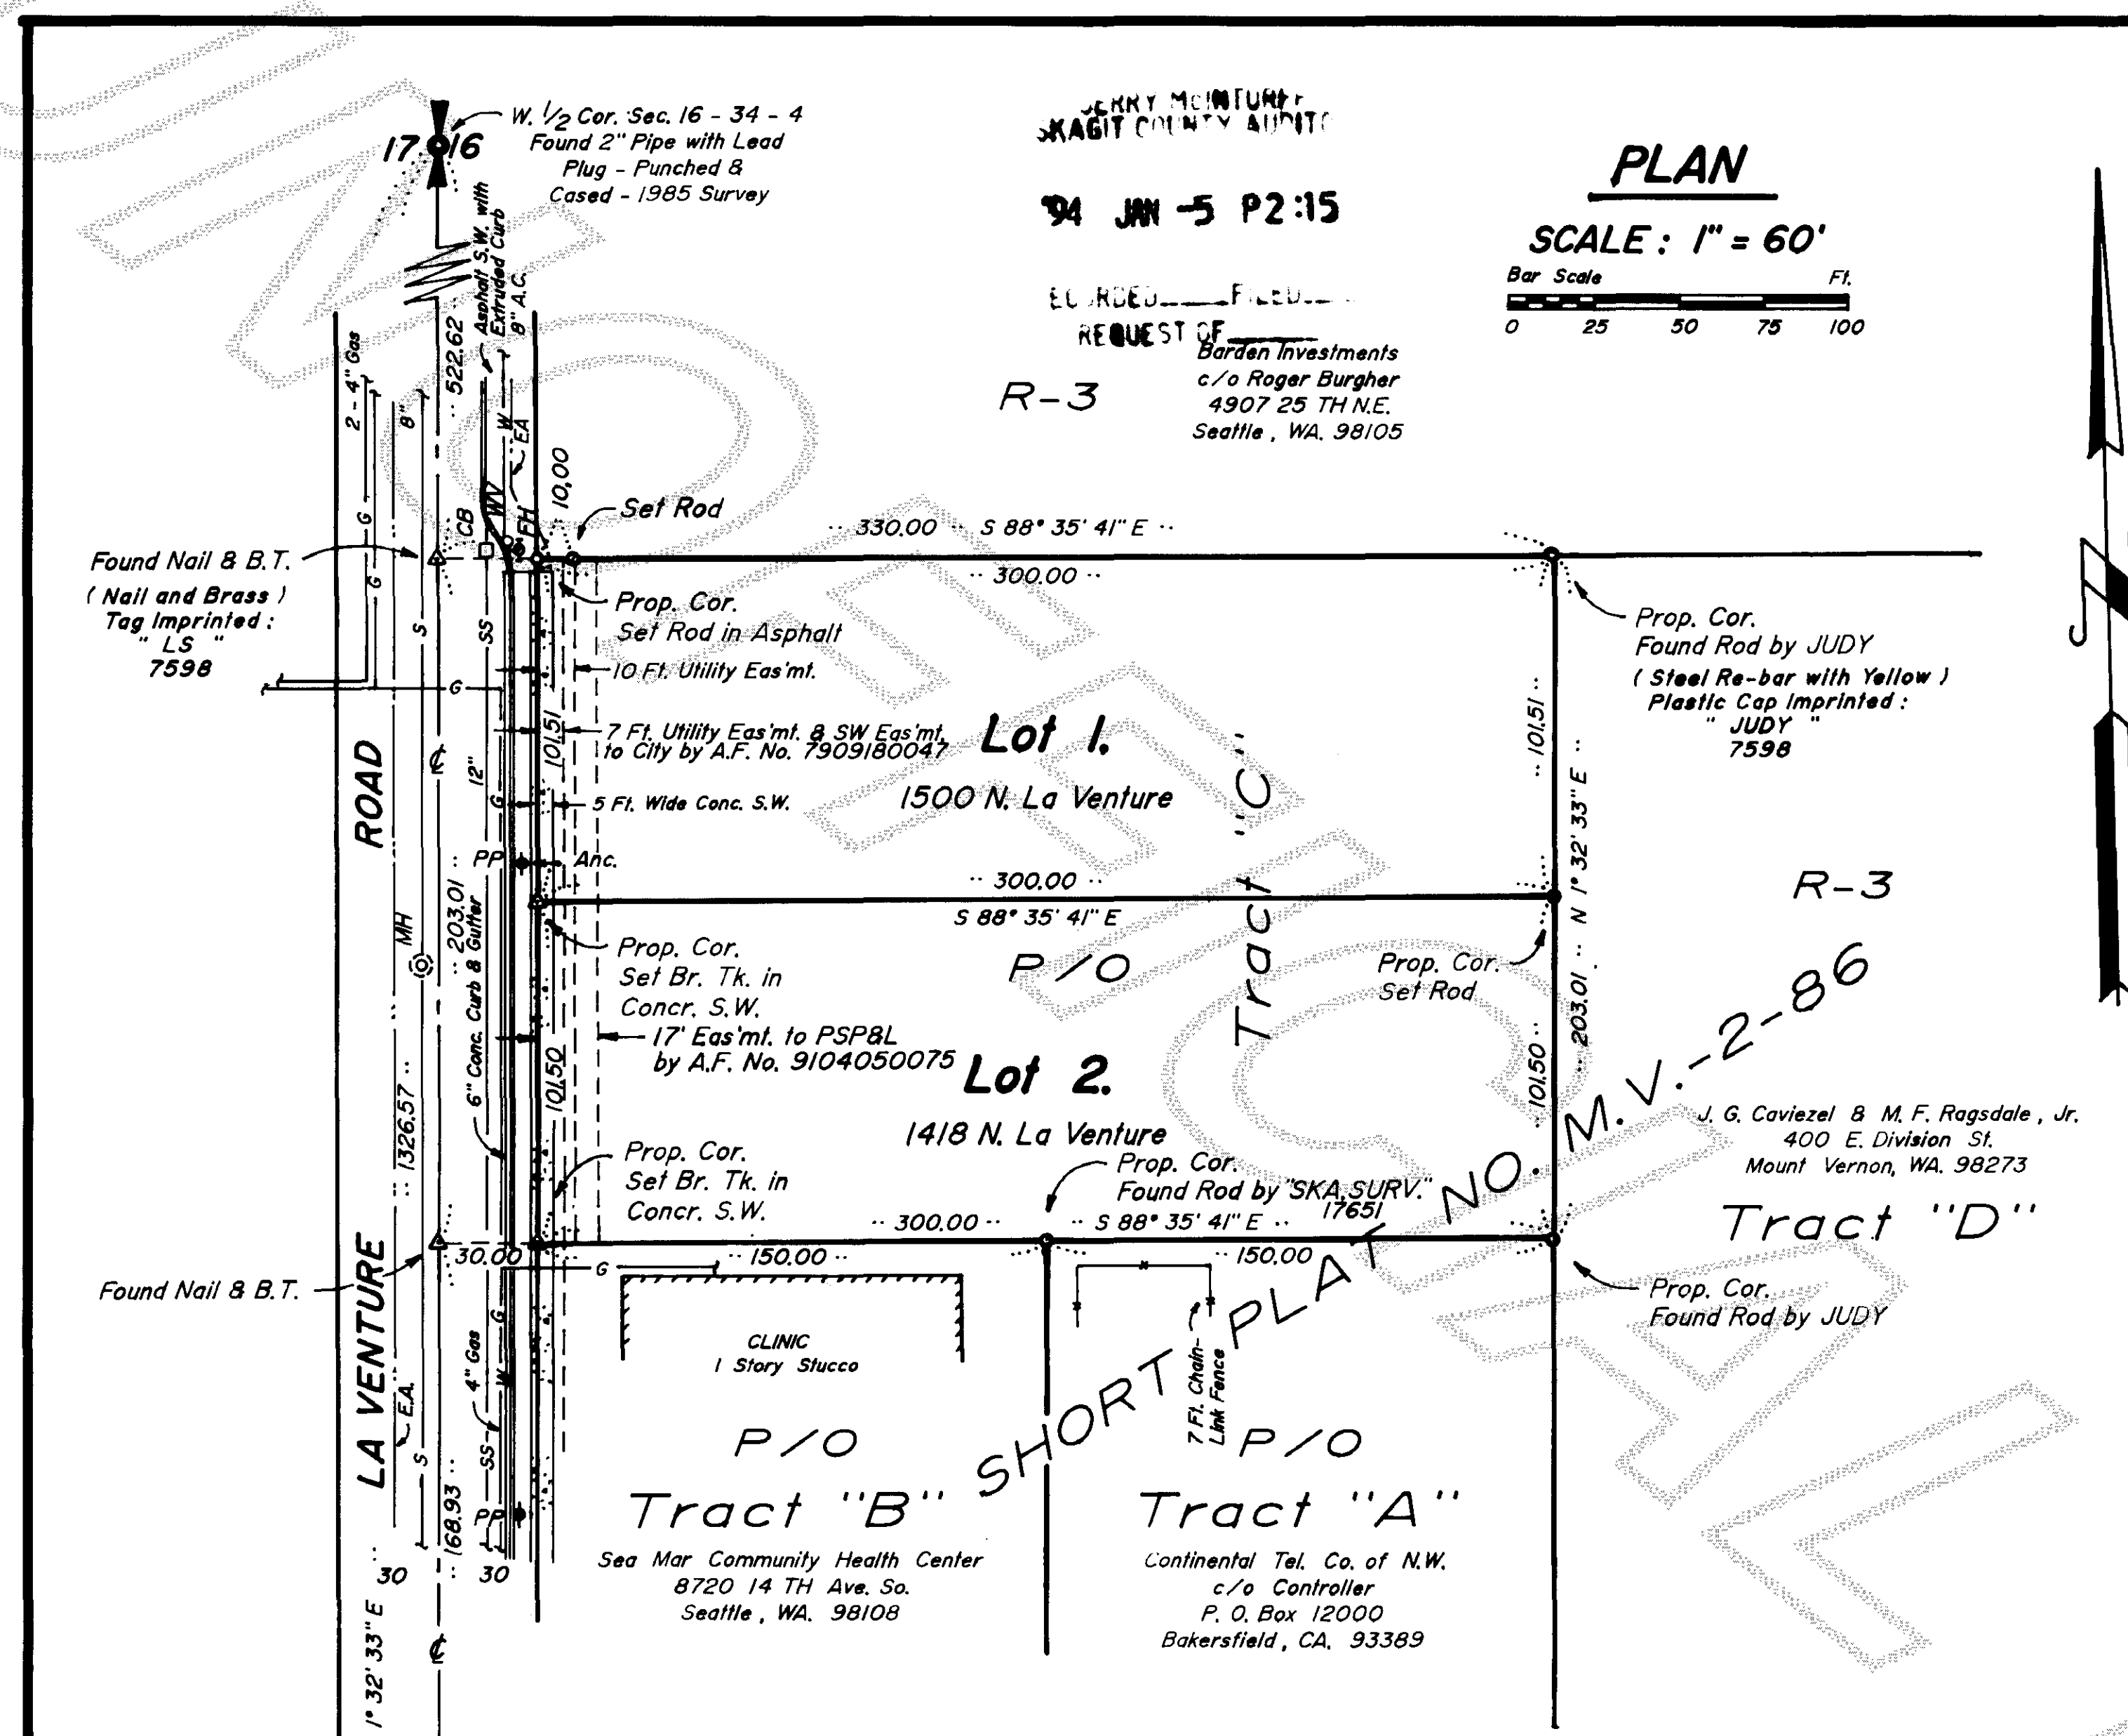 JERRY MCINTURFF
SKAGIT COUNTY AUDITO
'94 JAN -5 P2:15
REQUEST OF
PLAN
SCALE : 1" = 60'
Bar Scale Ft.
0 25 50 75 100
W. 1/2 Cor. Sec. 16 - 34 - 4
Found 2" Pipe with Lead
Plug - Punched &
Cased - 1985 Survey
17 16
Asphalt S.W. with
Extruded Curb
8" A.C.
522.62
2 - 4" Gas
8"
W
EA
10.00
R-3
Barden Investments
c/o Roger Burgher
4907 25 TH N.E.
Seattle, WA. 98105
Set Rod
CB
WV
FH
G
G
330.00 S 88° 35' 41" E
300.00
Found Nail & B.T.
( Nail and Brass )
Tag Imprinted :
" LS "
7598
Prop. Cor.
Set Rod in Asphalt
10 Ft. Utility Eas'mt.
S
SS
G
Prop. Cor.
Found Rod by JUDY
( Steel Re-bar with Yellow )
Plastic Cap Imprinted :
" JUDY "
7598
101.51
7 Ft. Utility Eas'mt. & SW Eas'mt.
to City by A.F. No. 7909180047
Lot 1.
1500 N. La Venture
101.51
5 Ft. Wide Conc. S.W.
12"
G
ROAD
PP
Anc.
300.00
S 88° 35' 41" E
Tract "C"
N 1° 32' 33" E
203.01
R-3
MH
203.01
6" Conc. Curb & Gutter
Prop. Cor.
Set Br. Tk. in
Concr. S.W.
P/O
Prop. Cor.
Set Rod
17' Eas'mt. to PSP&L
by A.F. No. 9104050075
Lot 2.
1418 N. La Venture
101.50
101.50
1326.57
SHORT PLAT NO. M.V.-2-86
J. G. Caviezel & M. F. Ragsdale, Jr.
400 E. Division St.
Mount Vernon, WA. 98273
Tract "D"
Prop. Cor.
Set Br. Tk. in
Concr. S.W.
Prop. Cor.
Found Rod by "SKA.SURV."
17651
300.00 S 88° 35' 41" E
30.00
150.00
150.00
G
Found Nail & B.T.
Prop. Cor.
Found Rod by JUDY
LA VENTURE
CLINIC
1 Story Stucco
7 Ft. Chain-
Link Fence
G
4" Gas
W
E.A.
S
SS
PP
168.93
30
30
P/O
Tract "B"
Sea Mar Community Health Center
8720 14 TH Ave. So.
Seattle, WA. 98108
P/O
Tract "A"
Continental Tel. Co. of N.W.
c/o Controller
P. O. Box 12000
Bakersfield, CA. 93389
1° 32' 33" E